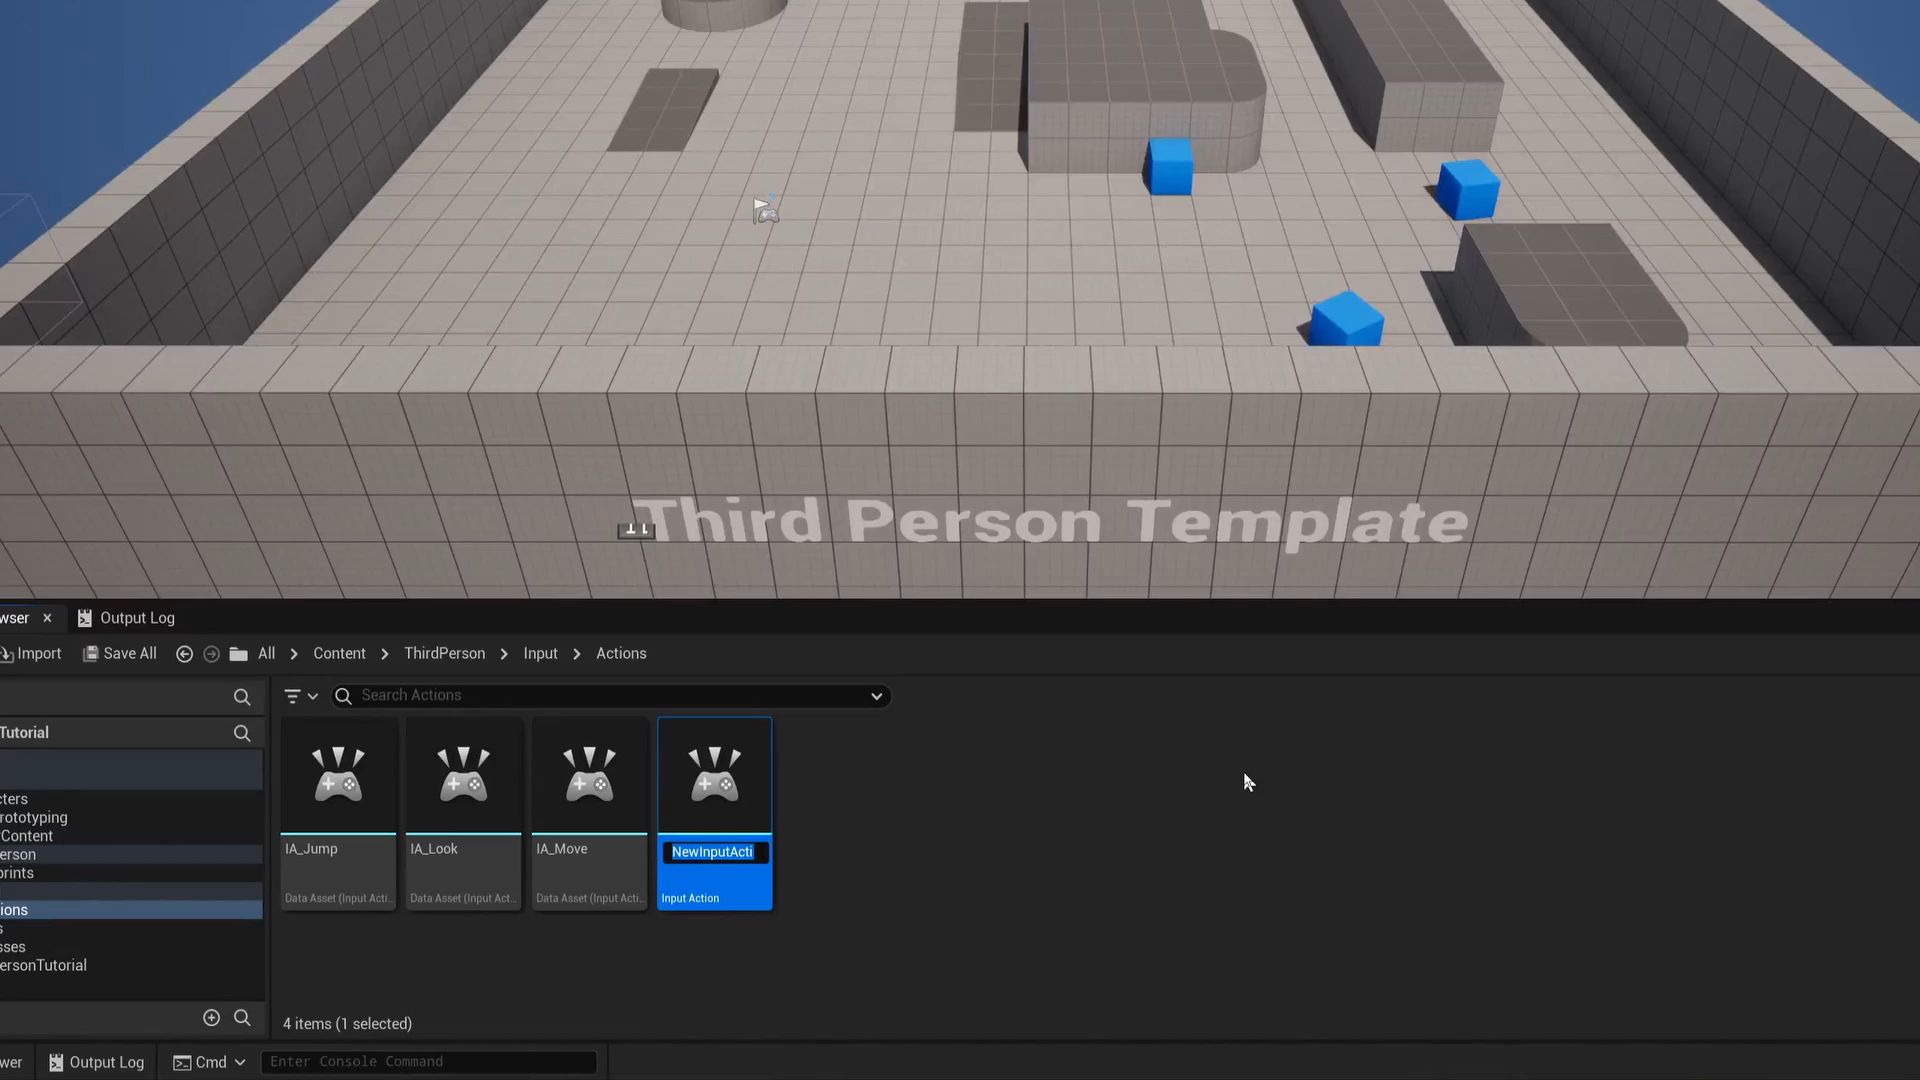 Third Person Template
wser
Output Log
Import
Save All
All
Content
ThirdPerson
Input
Actions
Search Actions
Tutorial
cters
rototyping
Content
erson
prints
ions
s
sses
ersonTutorial
IA_Jump
Data Asset (Input Acti...
IA_Look
Data Asset (Input Act...
IA_Move
Data Asset (Input Acti...
NewInputActi
Input Action
4 items (1 selected)
wer
Output Log
Cmd
Enter Console Command